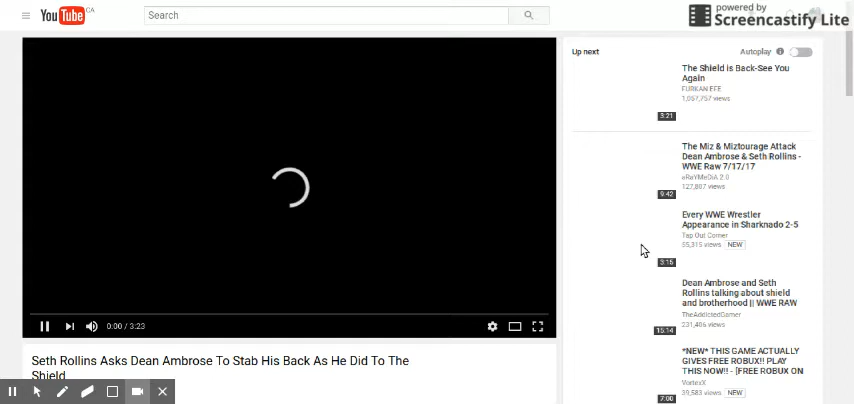 YouTube CA
Search
powered by
Screencastify Lite
Up next
Autoplay
The Shield is Back-See You
Again
FURKAN EFE
1,057,757 views
3:21
The Miz & Miztourage Attack
Dean Ambrose & Seth Rollins -
WWE Raw 7/17/17
aRaYMeDiA 2.0
127,807 views
9:42
Every WWE Wrestler
Appearance in Sharknado 2-5
Tap Out Corner
55,315 views NEW
3:15
Dean Ambrose and Seth
Rollins talking about shield
and brotherhood || WWE RAW
TheAddictedGamer
231,486 views
15:14
*NEW* THIS GAME ACTUALLY
GIVES FREE ROBUX!! PLAY
THIS NOW!! - [FREE ROBUX ON
VortexX
39,583 views NEW
7:00
0:00 / 3:23
Seth Rollins Asks Dean Ambrose To Stab His Back As He Did To The
Shield